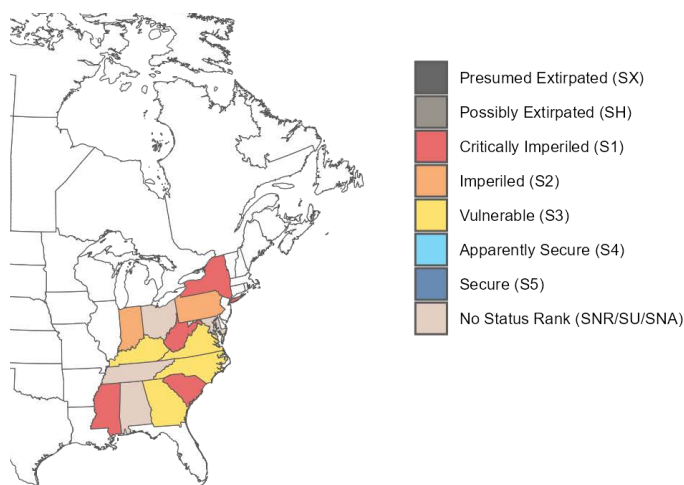 Presumed Extirpated (SX)
Possibly Extirpated (SH)
Critically Imperiled (S1)
Imperiled (S2)
Vulnerable (S3)
Apparently Secure (S4)
Secure (S5)
No Status Rank (SNR/SU/SNA)